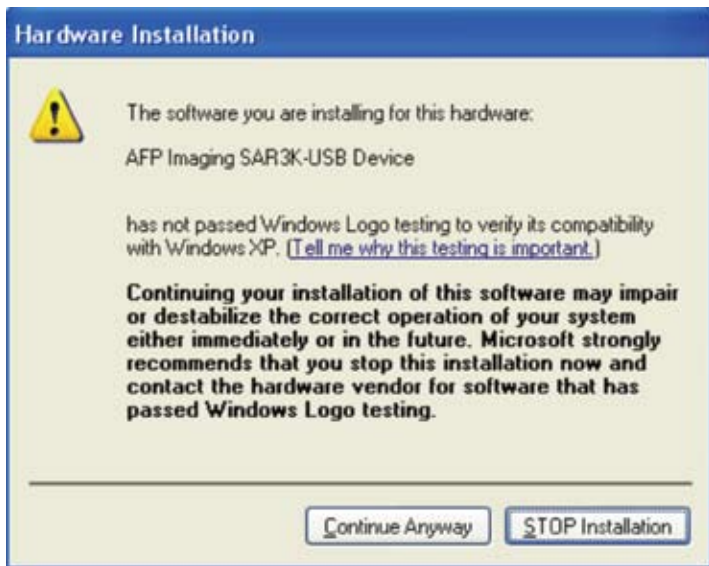 Hardware Installation
The software you are installing for this hardware:
AFP Imaging SAR3K-USB Device
has not passed Windows Logo testing to verify its compatibility
with Windows XP. (Tell me why this testing is important.)
Continuing your installation of this software may impair
or destabilize the correct operation of your system
either immediately or in the future. Microsoft strongly
recommends that you stop this installation now and
contact the hardware vendor for software that has
passed Windows Logo testing.
Continue Anyway
STOP Installation